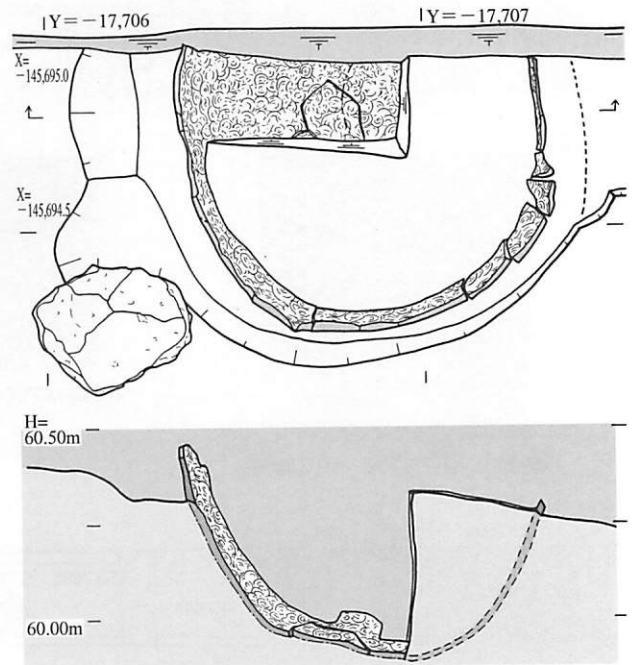 Y=−17,706
Y=−17,707
X=
−145,695.0
X=
−145,694.5
H=
60.50m
60.00m